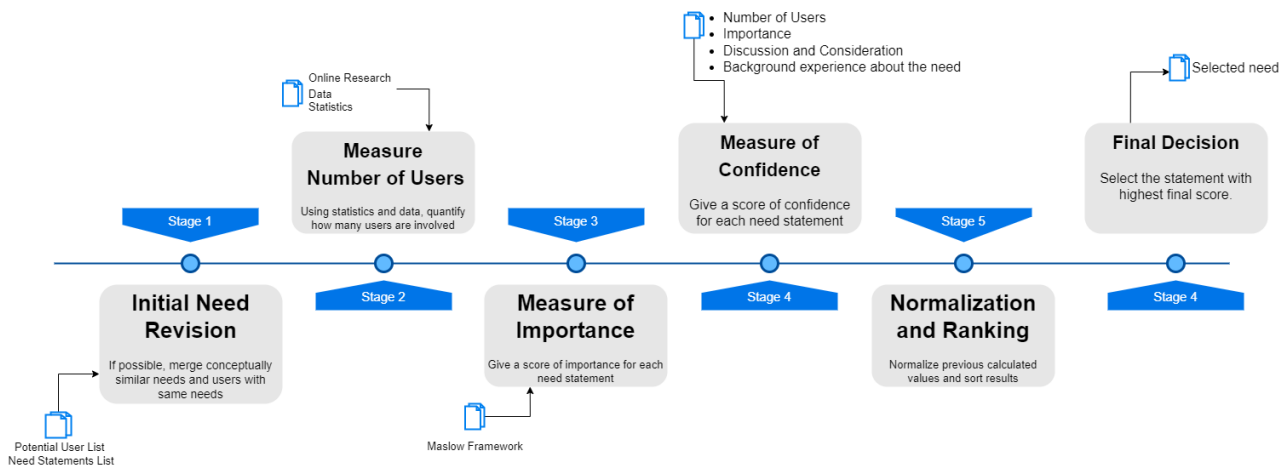 Stage 1
Initial Need
Revision
If possible, merge conceptually
similar needs and users with
same needs
Potential User List
Need Statements List
Online Research
Data
Statistics
Measure
Number of Users
Using statistics and data, quantify
how many users are involved
Stage 2
Stage 3
Measure of
Importance
Give a score of importance for each
need statement
Maslow Framework
• Number of Users
• Importance
• Discussion and Consideration
• Background experience about the need
Measure of
Confidence
Give a score of confidence
for each need statement
Stage 4
Stage 5
Normalization
and Ranking
Normalize previous calculated
values and sort results
Selected need
Final Decision
Select the statement with
highest final score.
Stage 4